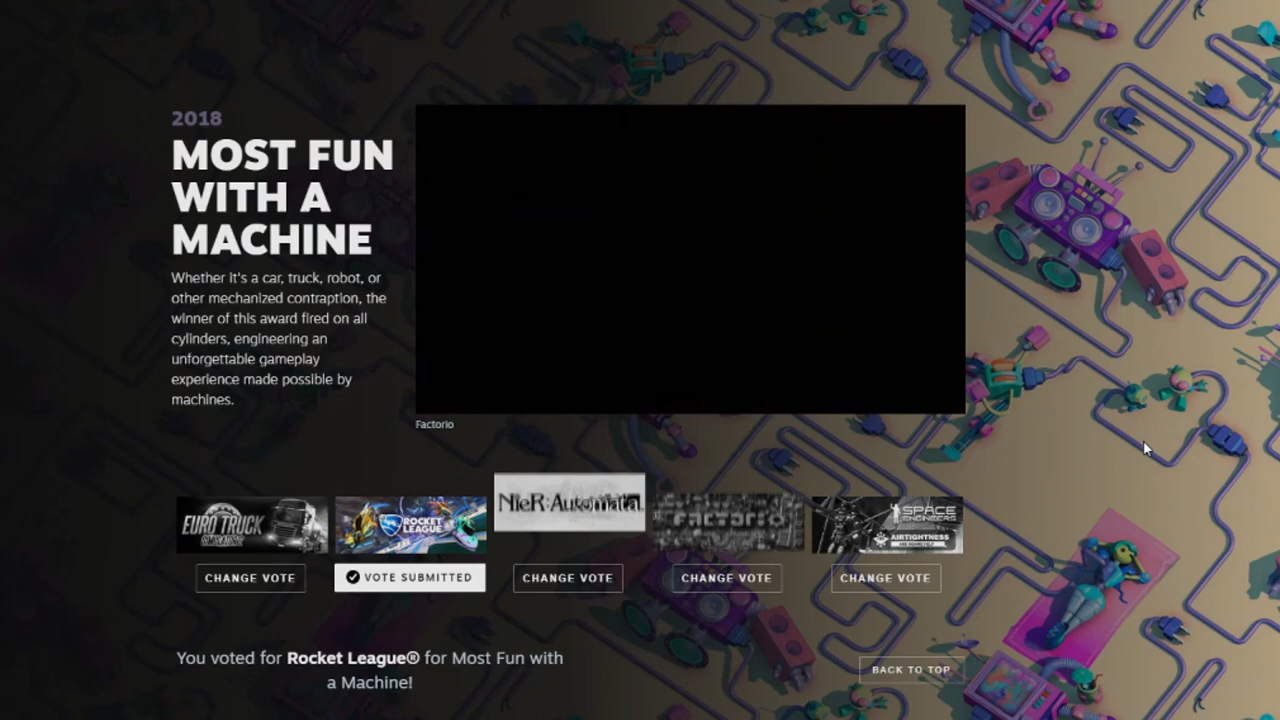 2018
MOST FUN
WITH A
MACHINE
Whether it's a car, truck, robot, or
other mechanized contraption, the
winner of this award fired on all
cylinders, engineering an
unforgettable gameplay
experience made possible by
machines.
Factorio
EURO TRUCK
SIMULATOR 2
ROCKET
LEAGUE
NieR:Automata
FACTORIO
SPACE
ENGINEERS
AIRTIGHTNESS
CHANGE VOTE
VOTE SUBMITTED
CHANGE VOTE
CHANGE VOTE
CHANGE VOTE
You voted for Rocket League® for Most Fun with
a Machine!
BACK TO TOP